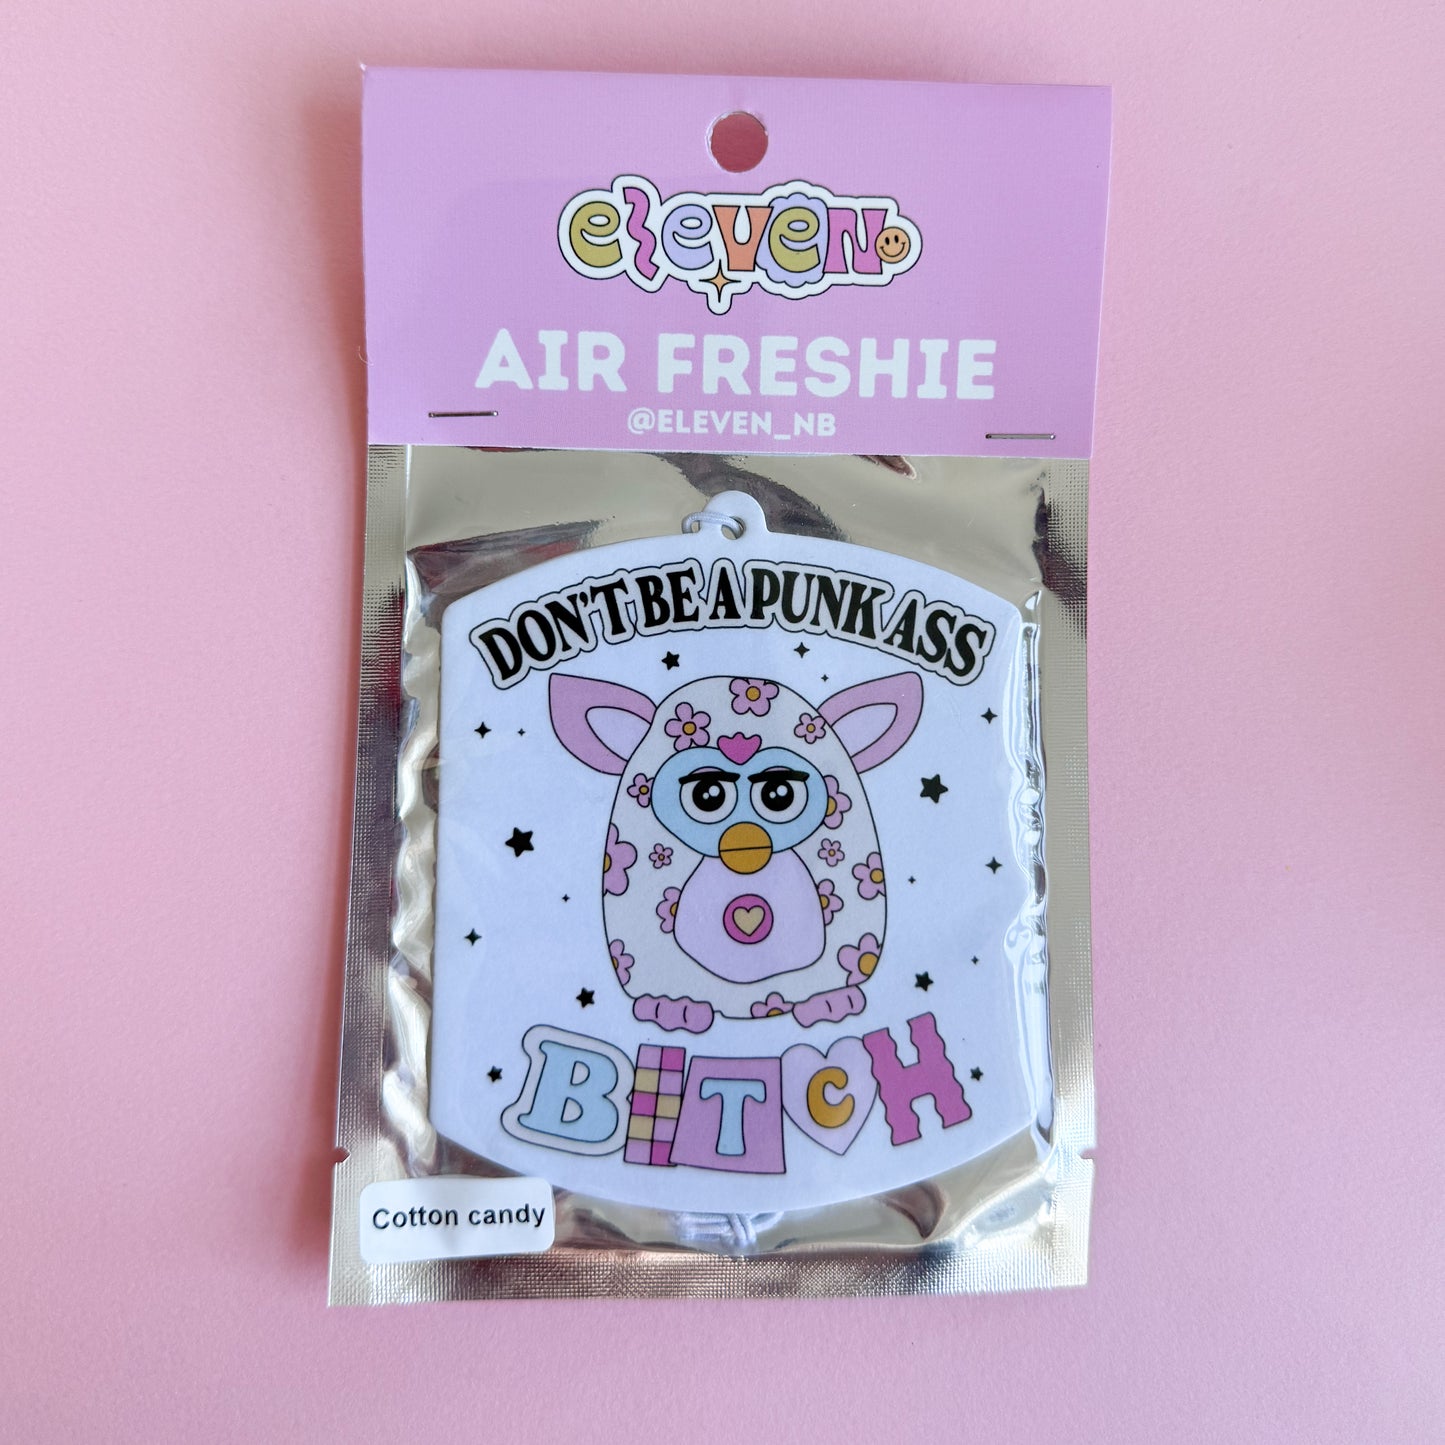 eleven
AIR FRESHIE
@ELEVEN_NB
DON'T BE A PUNK ASS
BITCH
Cotton candy